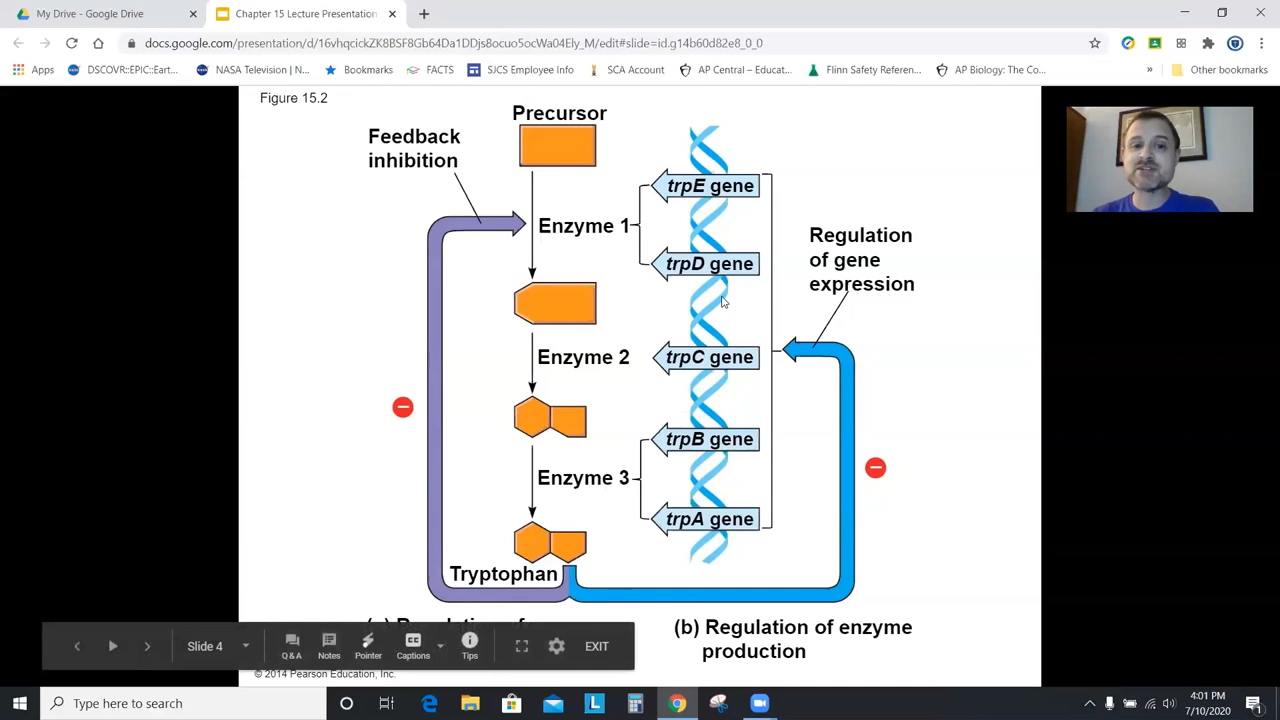 My Drive - Google Drive
Chapter 15 Lecture Presentation
docs.google.com/presentation/d/16vhqcickZK8BSF8GF64D1EDDjs8ocuo5ocWa04Ely_M/edit#slide=id.g14b60d82e8_0_0
Apps
DSCOVR::EPIC::Eart...
NASA Television | N...
Bookmarks
FACTS
SJCS Employee Info
SCA Account
AP Central – Educat...
Flinn Safety Referen...
AP Biology: The Co...
»
Other bookmarks
Figure 15.2
Precursor
Feedback
inhibition
trpE gene
Enzyme 1
trpD gene
Regulation
of gene
expression
Enzyme 2
trpC gene
trpB gene
Enzyme 3
trpA gene
Tryptophan
(b) Regulation of enzyme
production
Slide 4
Q & A
Notes
Pointer
Captions
Tips
EXIT
© 2014 Pearson Education, Inc.
Type here to search
4:01 PM
7/10/2020